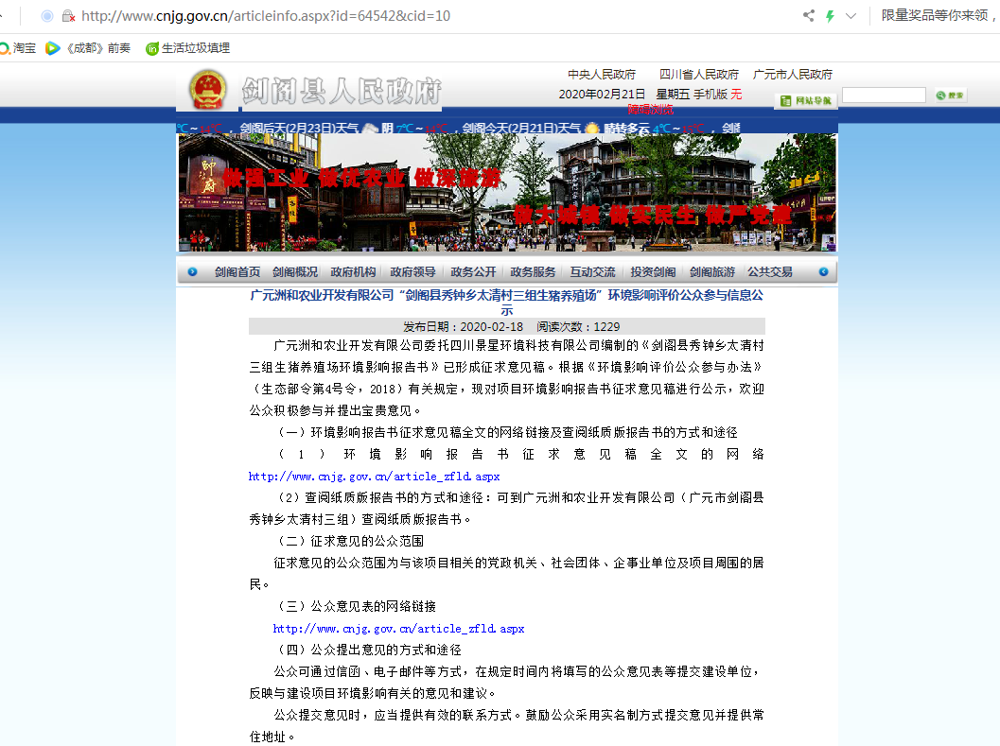 http://www.cnjg.gov.cn/articleinfo.aspx?id=64542&cid=10
限量奖品等你来领，
淘宝
《成都》前奏
生活垃圾填埋
剑阁县人民政府
中央人民政府 四川省人民政府 广元市人民政府
2020年02月21日 星期五 手机版 无障碍浏览
网站导航
搜索
℃～14℃ ，剑阁后天(2月23日)天气 阴 7℃～14℃ ，剑阁今天(2月21日)天气 晴转多云 4℃～ ，剑
做强工业 做优农业 做深旅游
做大城镇 做实民生 做严党建
剑阁首页 剑阁概况 政府机构 政府领导 政务公开 政务服务 互动交流 投资剑阁 剑阁旅游 公共交易
广元洲和农业开发有限公司“剑阁县秀钟乡太清村三组生猪养殖场”环境影响评价公众参与信息公
示
发布日期：2020-02-18 阅读次数：1229
广元洲和农业开发有限公司委托四川景星环境科技有限公司编制的《剑阁县秀钟乡太清村
三组生猪养殖场环境影响报告书》已形成征求意见稿。根据《环境影响评价公众参与办法》
（生态部令第4号令，2018）有关规定，现对项目环境影响报告书征求意见稿进行公示，欢迎
公众积极参与并提出宝贵意见。
（一）环境影响报告书征求意见稿全文的网络链接及查阅纸质版报告书的方式和途径
（1）环境影响报告书征求意见稿全文的网络
http://www.cnjg.gov.cn/article_zfld.aspx
（2）查阅纸质版报告书的方式和途径：可到广元洲和农业开发有限公司（广元市剑阁县
秀钟乡太清村三组）查阅纸质版报告书。
（二）征求意见的公众范围
征求意见的公众范围为与该项目相关的党政机关、社会团体、企事业单位及项目周围的居
民。
（三）公众意见表的网络链接
http://www.cnjg.gov.cn/article_zfld.aspx
（四）公众提出意见的方式和途径
公众可通过信函、电子邮件等方式，在规定时间内将填写的公众意见表等提交建设单位，
反映与建设项目环境影响有关的意见和建议。
公众提交意见时，应当提供有效的联系方式。鼓励公众采用实名制方式提交意见并提供常
住地址。